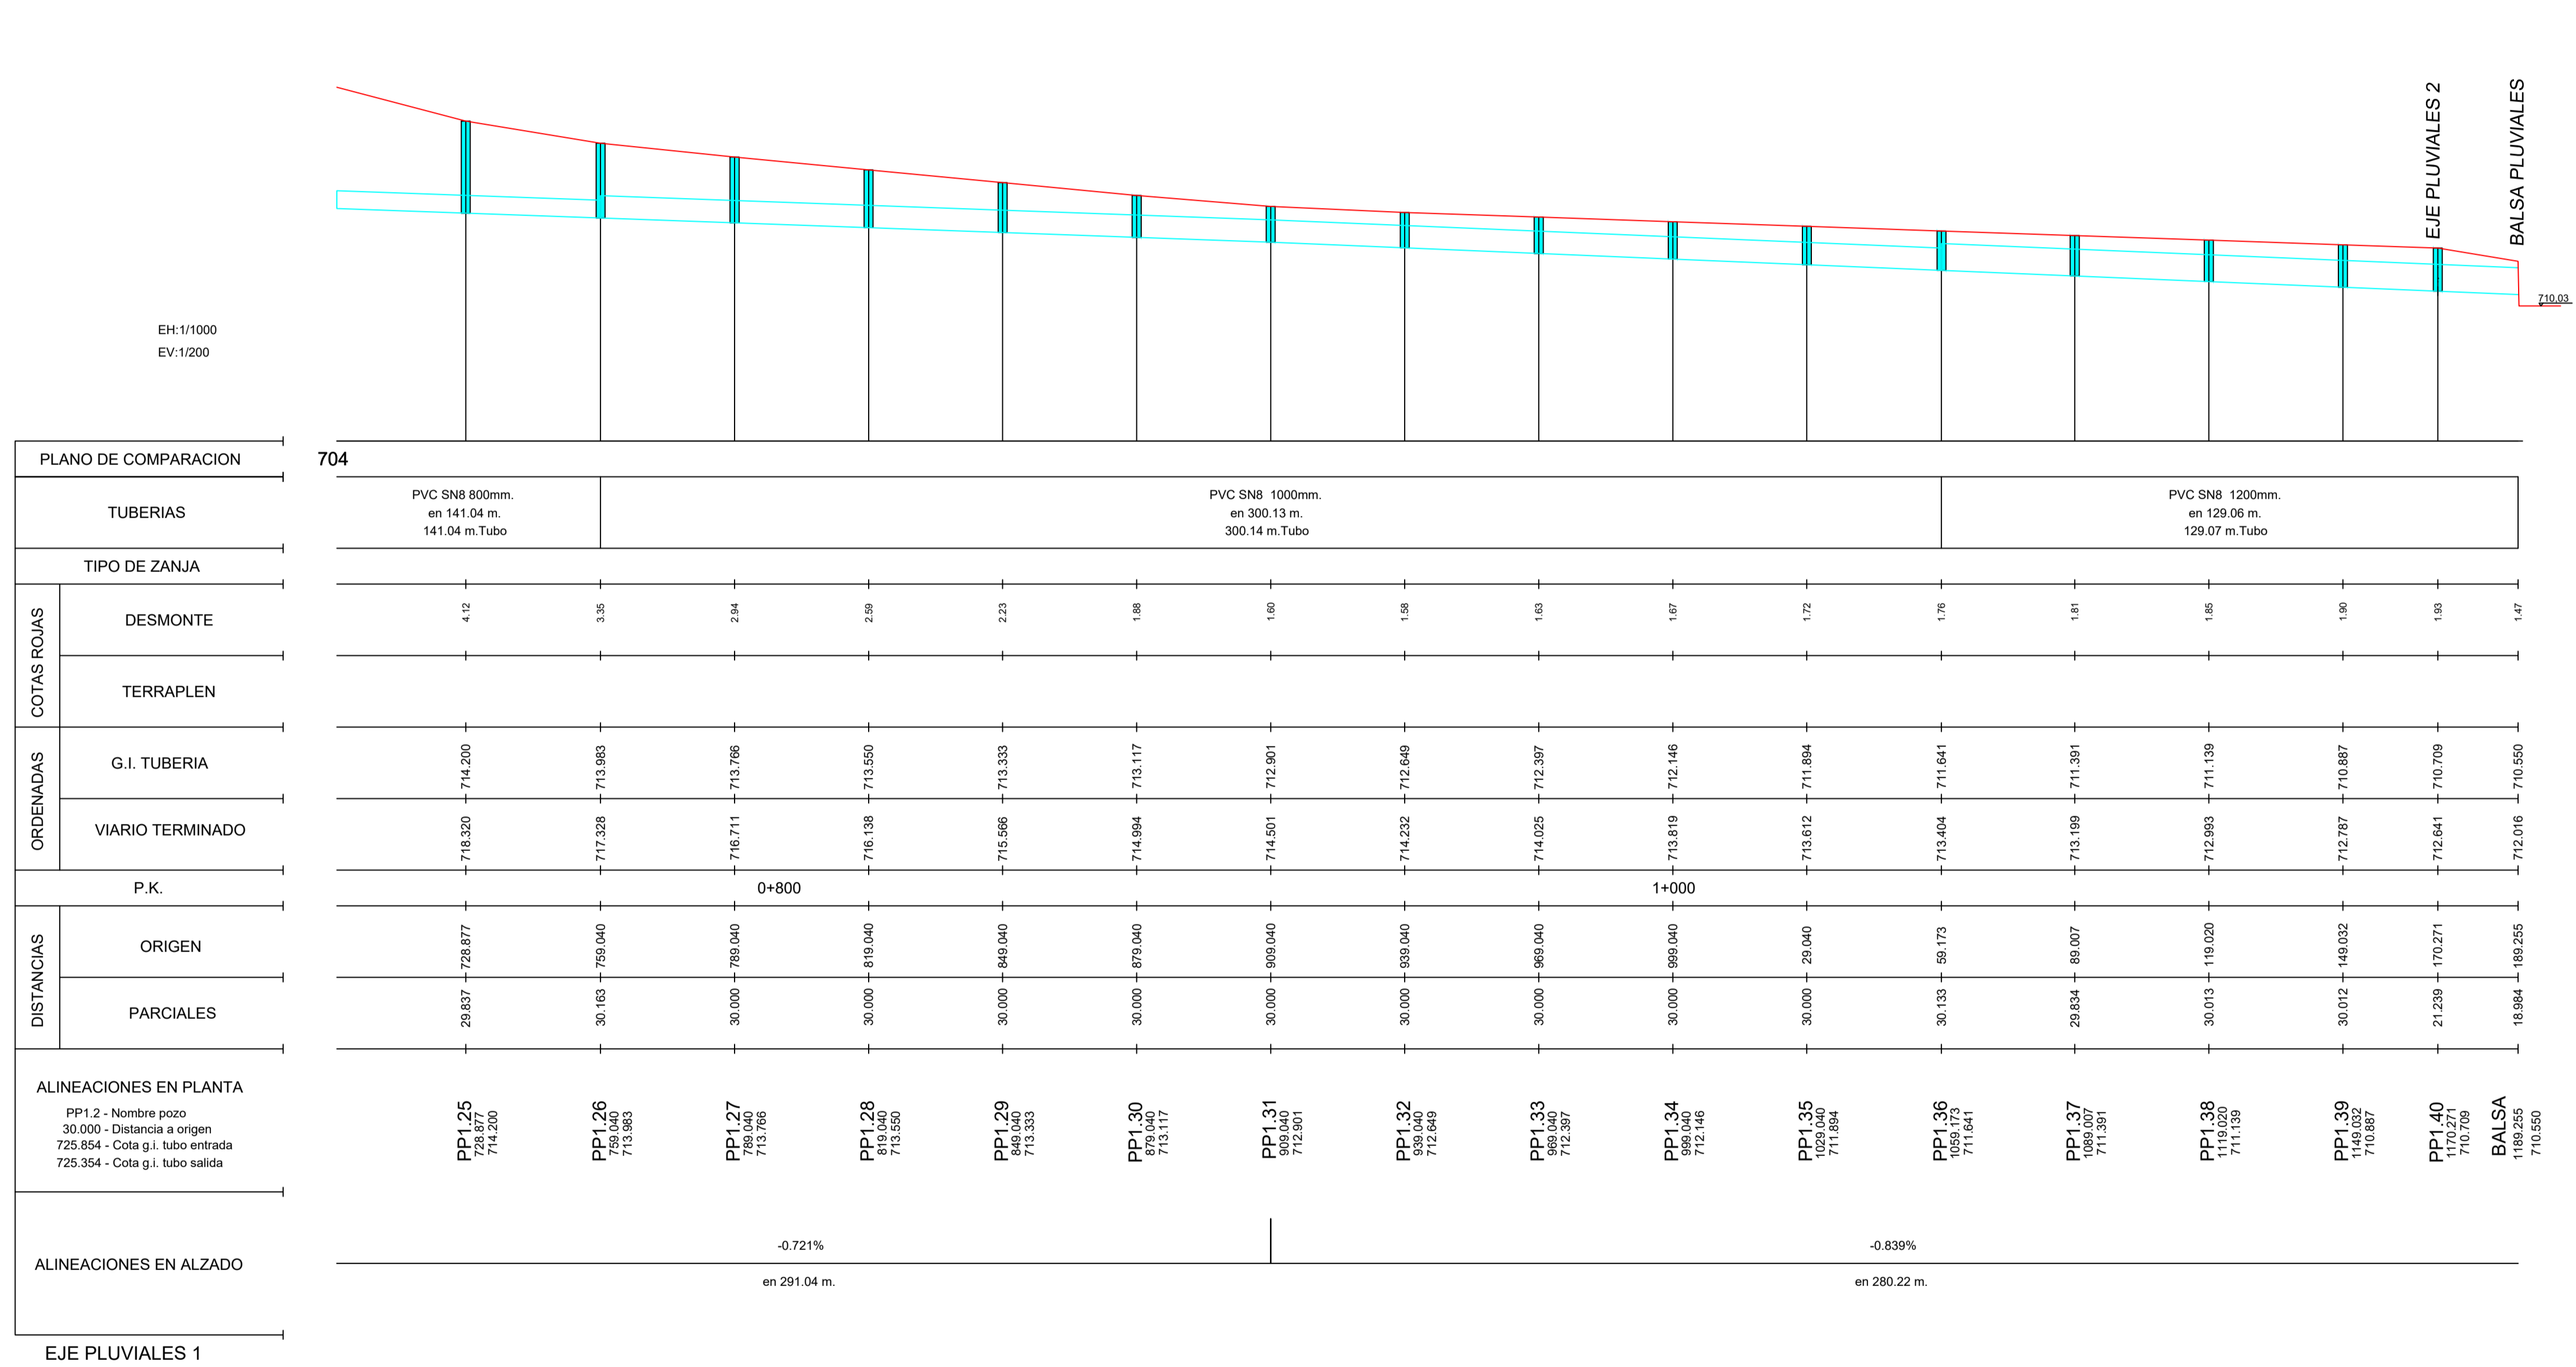 EJE PLUVIALES 2
BALSA PLUVIALES
710,03
EH:1/1000
EV:1/200
PLANO DE COMPARACION
704
TUBERIAS
PVC SN8 800mm.
en 141.04 m.
141.04 m.Tubo
PVC SN8  1000mm.
en 300.13 m.
300.14 m.Tubo
PVC SN8  1200mm.
en 129.06 m.
129.07 m.Tubo
TIPO DE ZANJA
COTAS ROJAS
DESMONTE
4.12 3.35 2.94 2.59 2.23 1.88 1.60 1.58 1.63 1.67 1.72 1.76 1.81 1.85 1.90 1.93 1.47
TERRAPLEN
ORDENADAS
G.I. TUBERIA
714.200 713.983 713.766 713.550 713.333 713.117 712.901 712.649 712.397 712.146 711.894 711.641 711.391 711.139 710.887 710.709 710.550
VIARIO TERMINADO
718.320 717.328 716.711 716.138 715.566 714.994 714.501 714.232 714.025 713.819 713.612 713.404 713.199 712.993 712.787 712.641 712.016
P.K.
0+800
1+000
DISTANCIAS
ORIGEN
728.877 759.040 789.040 819.040 849.040 879.040 909.040 939.040 969.040 999.040 29.040 59.173 89.007 119.020 149.032 170.271 189.255
PARCIALES
29.837 30.163 30.000 30.000 30.000 30.000 30.000 30.000 30.000 30.000 30.000 30.133 29.834 30.013 30.012 21.239 18.984
ALINEACIONES EN PLANTA
PP1.2 - Nombre pozo
30.000 - Distancia a origen
725.854 - Cota g.i. tubo entrada
725.354 - Cota g.i. tubo salida
PP1.25
728.877
714.200
PP1.26
759.040
713.983
PP1.27
789.040
713.766
PP1.28
819.040
713.550
PP1.29
849.040
713.333
PP1.30
879.040
713.117
PP1.31
909.040
712.901
PP1.32
939.040
712.649
PP1.33
969.040
712.397
PP1.34
999.040
712.146
PP1.35
1029.040
711.894
PP1.36
1059.173
711.641
PP1.37
1089.007
711.391
PP1.38
1119.020
711.139
PP1.39
1149.032
710.887
PP1.40
1170.271
710.709
BALSA
1189.255
710.550
ALINEACIONES EN ALZADO
-0.721%
en 291.04 m.
-0.839%
en 280.22 m.
EJE PLUVIALES 1